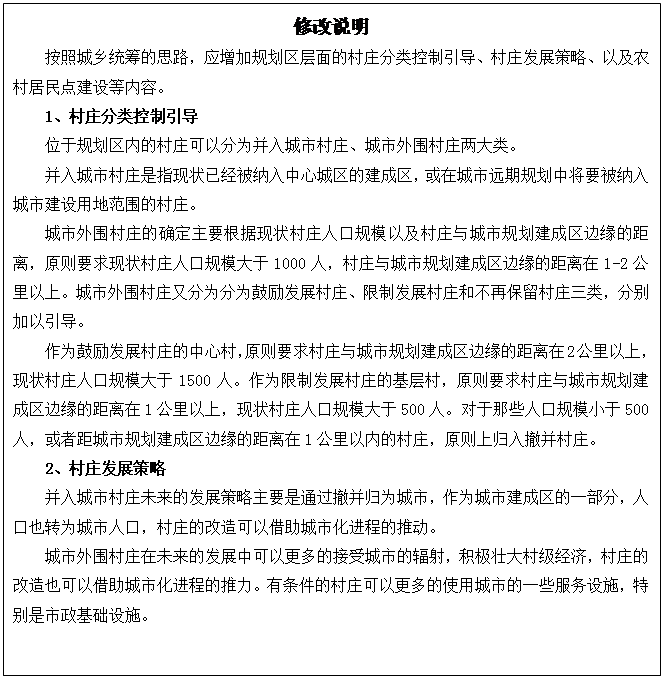 修改说明
按照城乡统筹的思路，应增加规划区层面的村庄分类控制引导、村庄发展策略、以及农
村居民点建设等内容。
1、村庄分类控制引导
位于规划区内的村庄可以分为并入城市村庄、城市外围村庄两大类。
并入城市村庄是指现状已经被纳入中心城区的建成区，或在城市远期规划中将要被纳入
城市建设用地范围的村庄。
城市外围村庄的确定主要根据现状村庄人口规模以及村庄与城市规划建成区边缘的距
离，原则要求现状村庄人口规模大于1000人，村庄与城市规划建成区边缘的距离在1-2公
里以上。城市外围村庄又分为分为鼓励发展村庄、限制发展村庄和不再保留村庄三类，分别
加以引导。
作为鼓励发展村庄的中心村，原则要求村庄与城市规划建成区边缘的距离在2公里以上，
现状村庄人口规模大于1500人。作为限制发展村庄的基层村，原则要求村庄与城市规划建
成区边缘的距离在1公里以上，现状村庄人口规模大于500人。对于那些人口规模小于500
人，或者距城市规划建成区边缘的距离在1公里以内的村庄，原则上归入撤并村庄。
2、村庄发展策略
并入城市村庄未来的发展策略主要是通过撤并归为城市，作为城市建成区的一部分，人
口也转为城市人口，村庄的改造可以借助城市化进程的推动。
城市外围村庄在未来的发展中可以更多的接受城市的辐射，积极壮大村级经济，村庄的
改造也可以借助城市化进程的推力。有条件的村庄可以更多的使用城市的一些服务设施，特
别是市政基础设施。